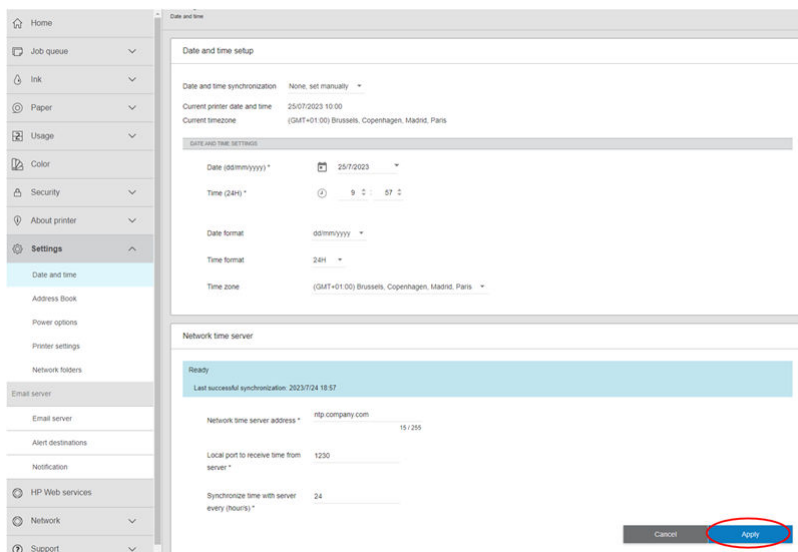 Date and time
Home
Job queue
Ink
Paper
Usage
Color
Security
About printer
Settings
Date and time
Address Book
Power options
Printer settings
Network folders
Email server
Email server
Alert destinations
Notification
HP Web services
Network
Support
Date and time setup
Date and time synchronization None, set manually
Current printer date and time 25/07/2023 10:00
Current timezone (GMT+01:00) Brussels, Copenhagen, Madrid, Paris
DATE AND TIME SETTINGS
Date (dd/mm/yyyy) * 25/7/2023
Time (24H) * 9 : 57
Date format dd/mm/yyyy
Time format 24H
Time zone (GMT+01:00) Brussels, Copenhagen, Madrid, Paris
Network time server
Ready
Last successful synchronization: 2023/7/24 18:57
Network time server address * ntp.company.com
15 / 255
Local port to receive time from 1230
server *
Synchronize time with server 24
every (hour/s) *
Cancel Apply